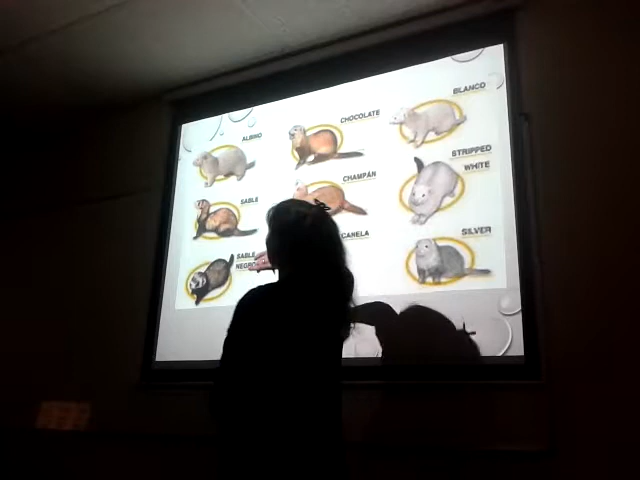 ALBINO
CHOCOLATE
BLANCO
SABLE
CHAMPÁN
STRIPPED
WHITE
SABLE
NEGRO
CANELA
SILVER